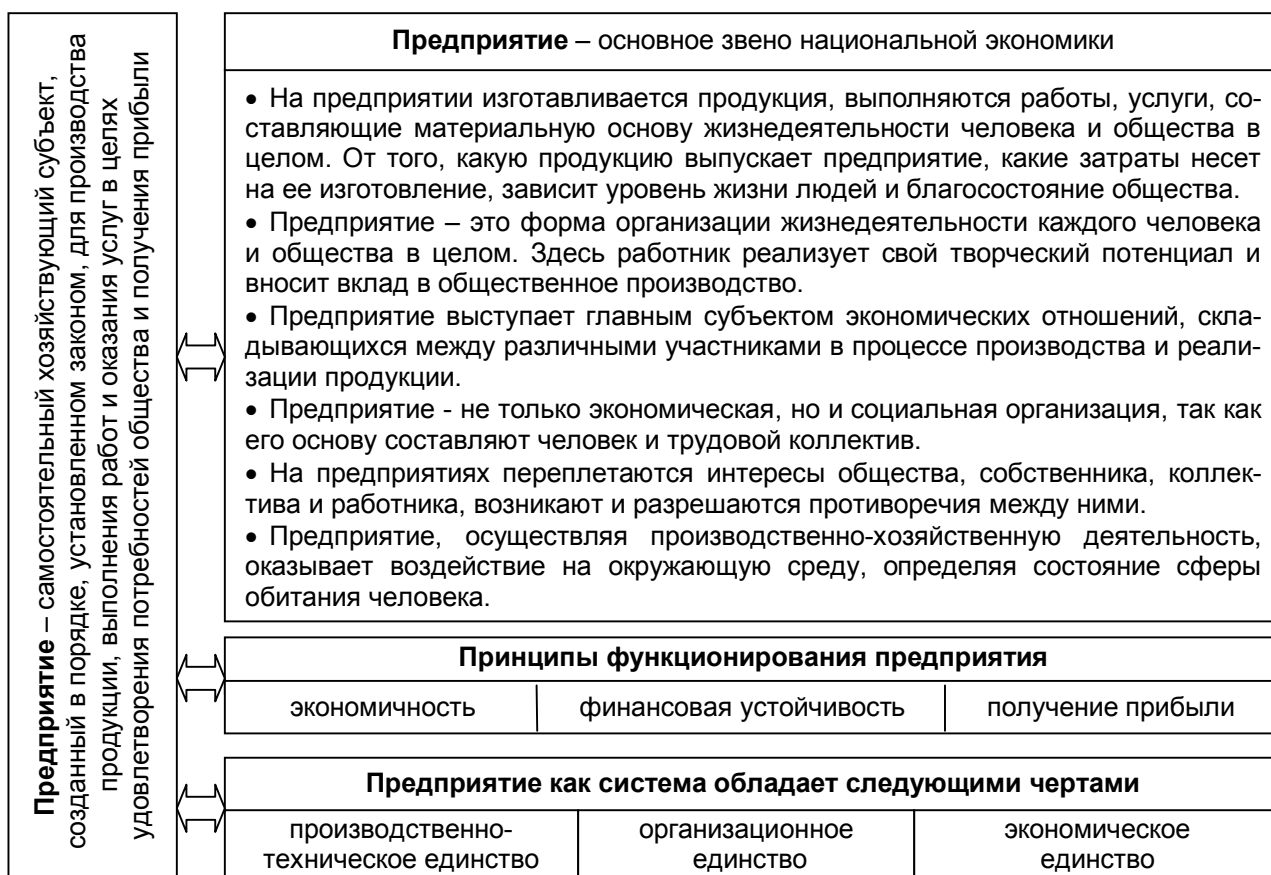 Предприятие – самостоятельный хозяйствующий субъект,
созданный в порядке, установленном законом, для производства
продукции, выполнения работ и оказания услуг в целях
удовлетворения потребностей общества и получения прибыли
Предприятие – основное звено национальной экономики
• На предприятии изготавливается продукция, выполняются работы, услуги, со-
ставляющие материальную основу жизнедеятельности человека и общества в
целом. От того, какую продукцию выпускает предприятие, какие затраты несет
на ее изготовление, зависит уровень жизни людей и благосостояние общества.
• Предприятие – это форма организации жизнедеятельности каждого человека
и общества в целом. Здесь работник реализует свой творческий потенциал и
вносит вклад в общественное производство.
• Предприятие выступает главным субъектом экономических отношений, скла-
дывающихся между различными участниками в процессе производства и реали-
зации продукции.
• Предприятие - не только экономическая, но и социальная организация, так как
его основу составляют человек и трудовой коллектив.
• На предприятиях переплетаются интересы общества, собственника, коллек-
тива и работника, возникают и разрешаются противоречия между ними.
• Предприятие, осуществляя производственно-хозяйственную деятельность,
оказывает воздействие на окружающую среду, определяя состояние сферы
обитания человека.
Принципы функционирования предприятия
экономичность финансовая устойчивость получение прибыли
Предприятие как система обладает следующими чертами
производственно-
техническое единство
организационное
единство
экономическое
единство